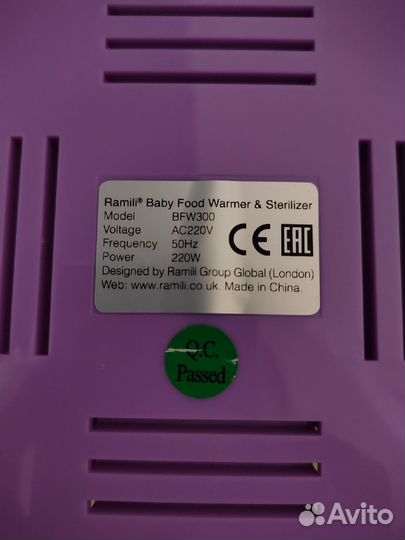 Ramili® Baby Food Warmer & Sterilizer
Model BFW300
Voltage AC220V
Frequency 50Hz
Power 220W
CE EAC
Designed by Ramili Group Global (London)
Web: www.ramili.co.uk. Made in China.
Q.C.
Passed
Avito